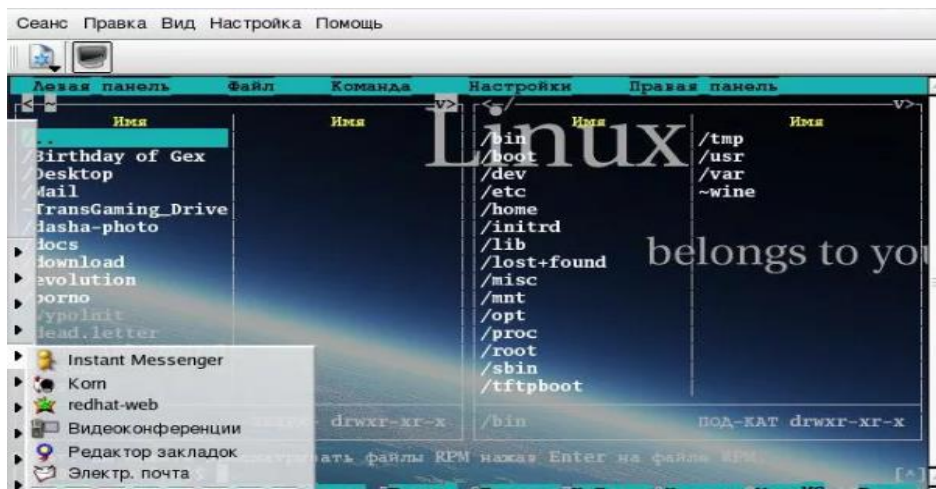 Сеанс Правка Вид Настройка Помощь
Левая панель Файл Команда Настройки Правая панель
<~ v> <-/ v>
Имя Имя Имя Имя
/..
/Birthday of Gex
/Desktop
/Mail
~TransGaming_Drive
/dasha-photo
/docs
/download
/evolution
/porno
dead.letter
/bin
/boot
/dev
/etc
/home
/initrd
/lib
/lost+found
/misc
/mnt
/opt
/proc
/root
/sbin
/tftpboot
/tmp
/usr
/var
~wine
Linux
belongs to you
Instant Messenger
Korn
redhat-web
Видеоконференции
Редактор закладок
Электр. почта
drwxr-xr-x
/bin ПОД-КАТ drwxr-xr-x
файлы RPM нажав Enter на файле RPM.
[^]